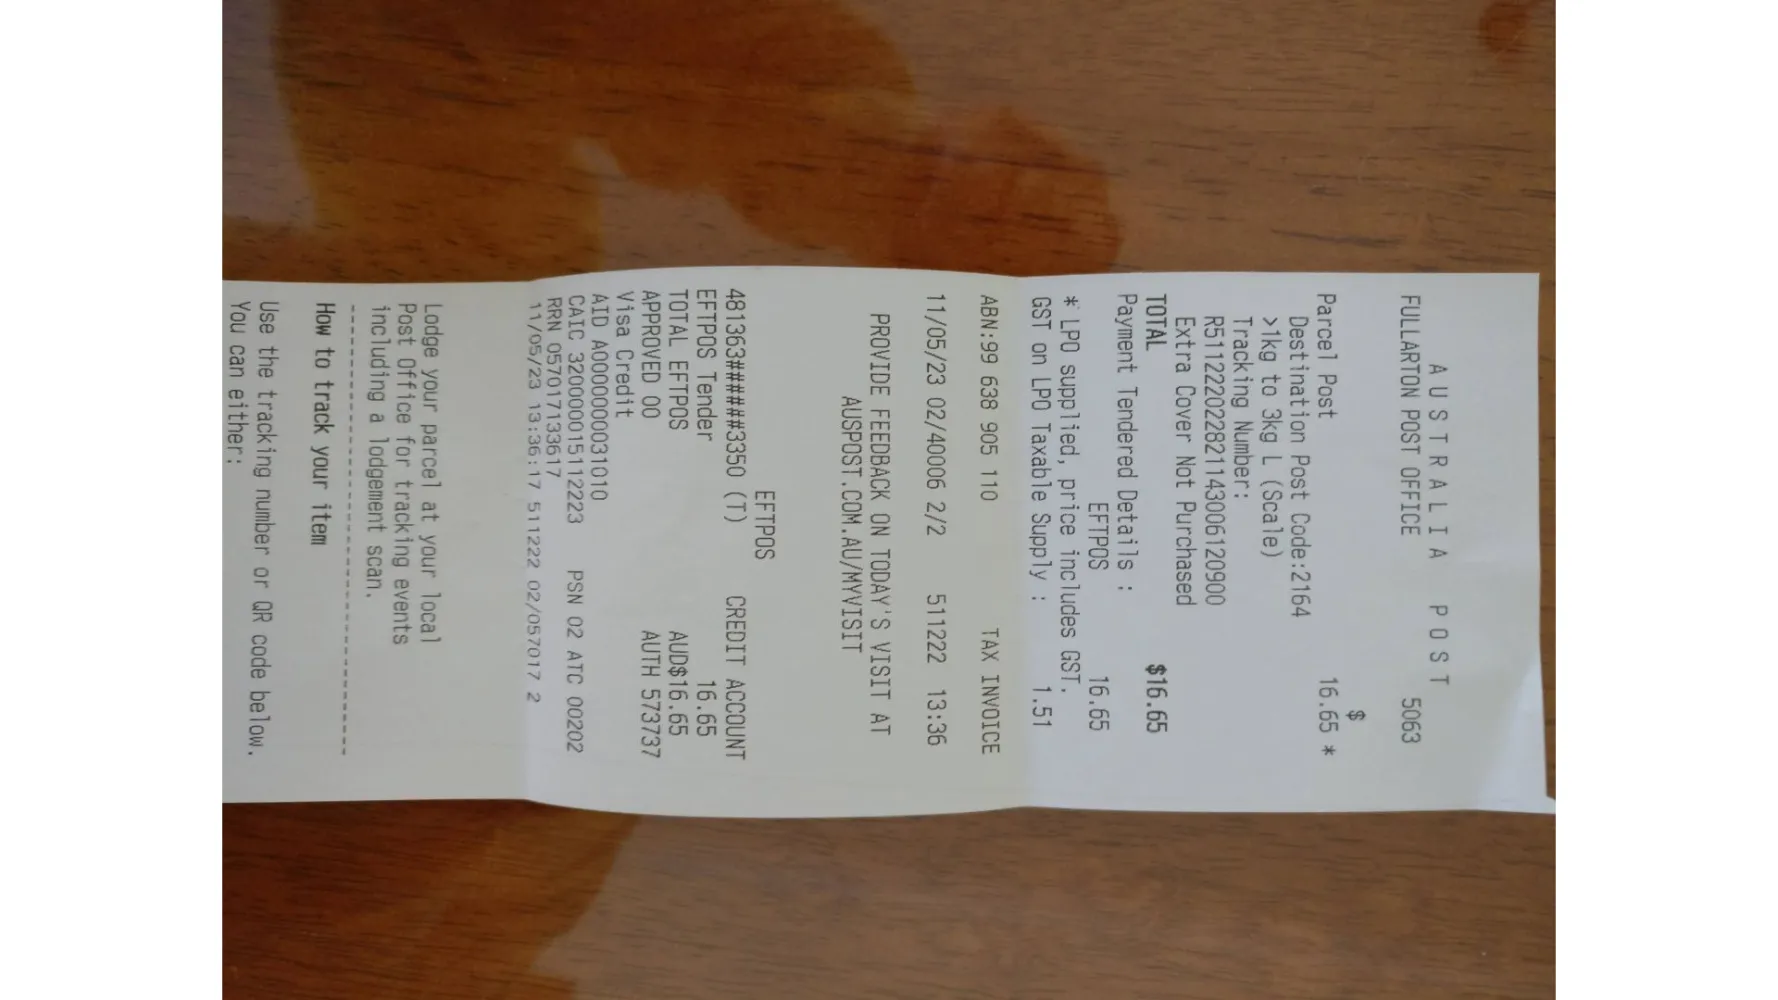 AUSTRALIA POST
FULLARTON POST OFFICE 5063
$
Parcel Post 16.65 *
Destination Post Code:2164
>1kg to 3kg L (Scale)
Tracking Number:
R511222022821143006120900
Extra Cover Not Purchased
TOTAL $16.65
Payment Tendered Details :
EFTPOS 16.65
* LPO supplied, price includes GST.
GST on LPO Taxable Supply : 1.51
ABN:99 638 905 110 TAX INVOICE
11/05/23 02/40006 2/2 511222 13:36
PROVIDE FEEDBACK ON TODAY'S VISIT AT
AUSPOST.COM.AU/MYVISIT
EFTPOS
481363######3350 (T) CREDIT ACCOUNT
EFTPOS Tender 16.65
TOTAL EFTPOS AUD$16.65
APPROVED 00 AUTH 573737
Visa Credit
AID A0000000031010
CAIC 320000015112223 PSN 02 ATC 00202
RRN 057017133617
11/05/23 13:36:17 511222 02/057017 2
Lodge your parcel at your local
Post Office for tracking events
including a lodgement scan.
------------------------------------------
How to track your item
Use the tracking number or QR code below.
You can either: